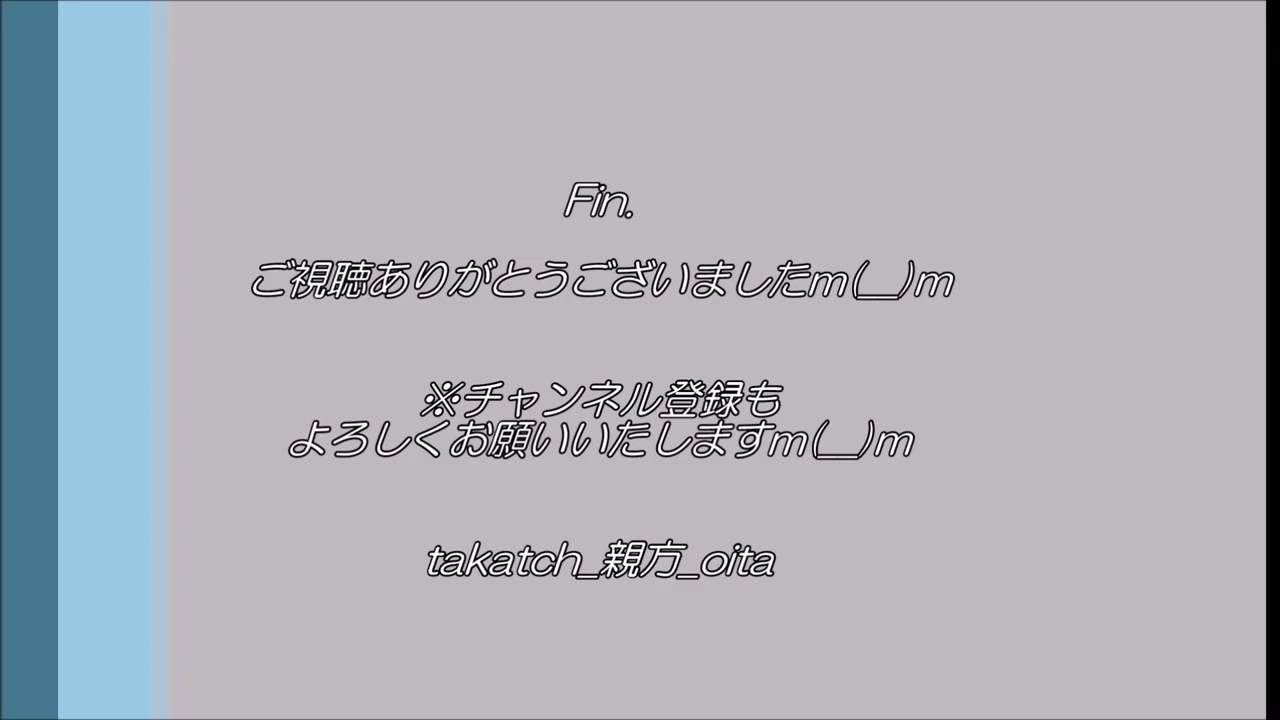 Fin.
ご視聴ありがとうございましたm(__)m
※チャンネル登録も
よろしくお願いいたしますm(__)m
takatch_親方_oita